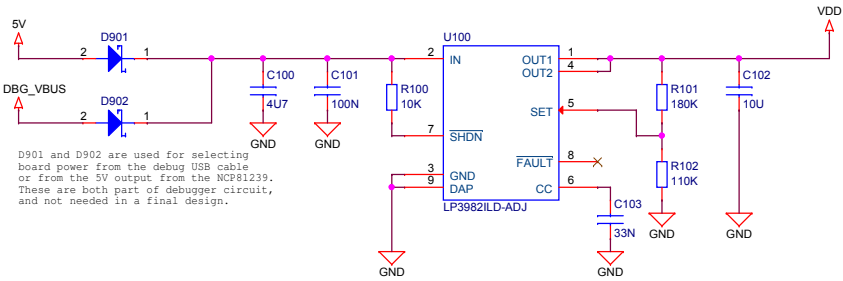 5V
VDD
D901
2
1
DBG_VBUS
D902
2
1
C100
4U7
GND
C101
100N
GND
R100
10K
U100
2
IN
7
SHDN
3
GND
9
DAP
OUT1
1
OUT2
4
SET
5
FAULT
8
CC
6
LP3982ILD-ADJ
GND
R101
180K
R102
110K
GND
C102
10U
GND
C103
33N
GND
D901 and D902 are used for selecting
board power from the debug USB cable
or from the 5V output from the NCP81239.
These are both part of debugger circuit,
and not needed in a final design.